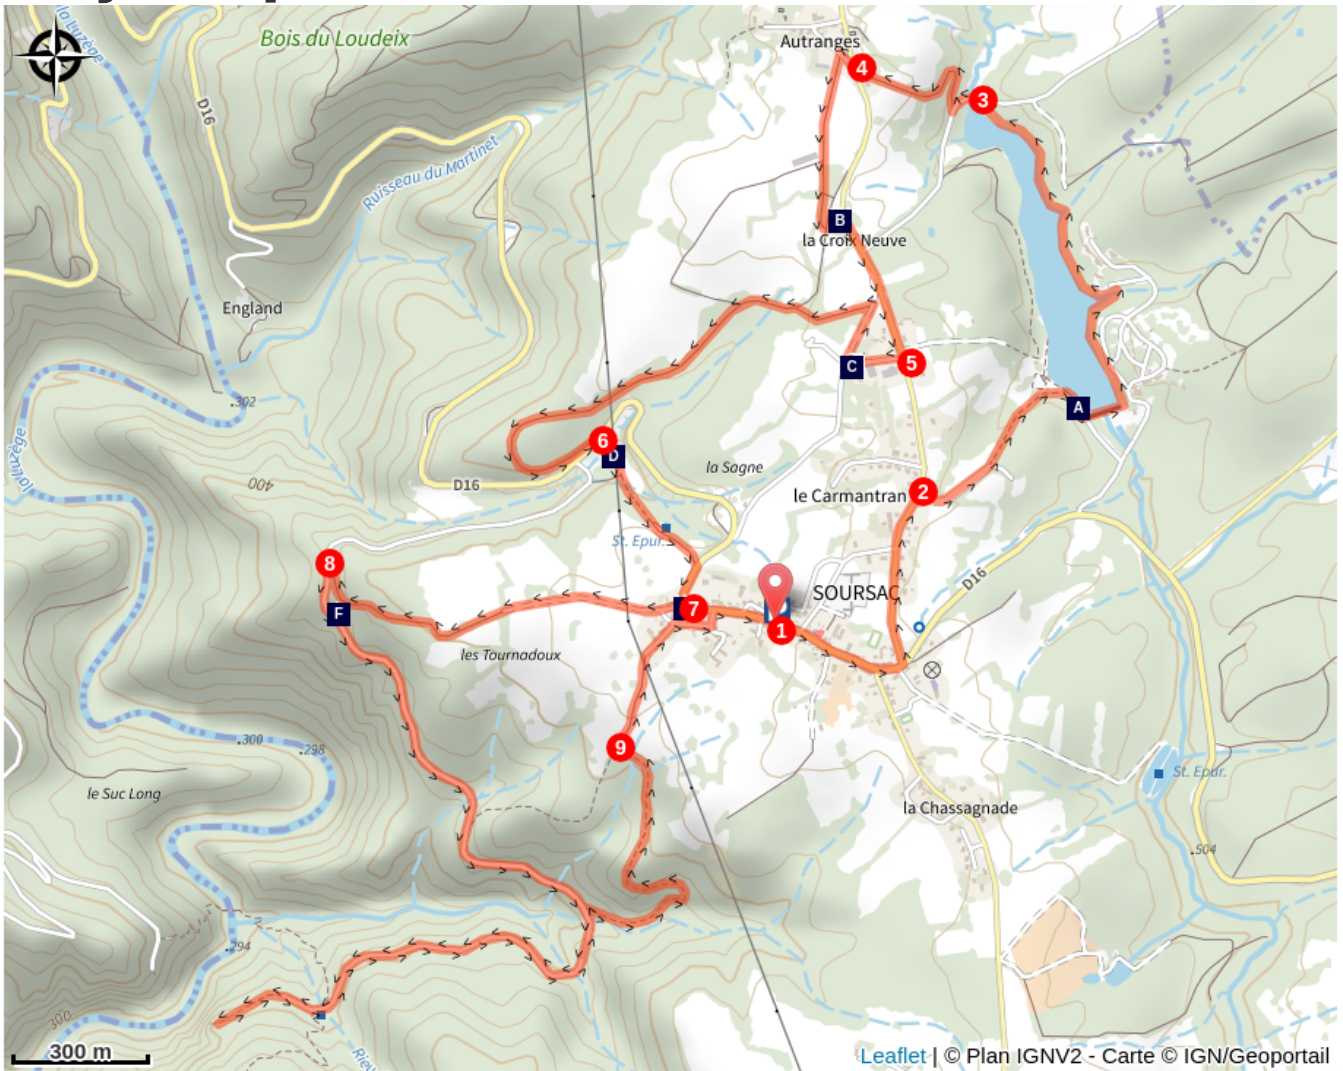 Bois du Loudeix
Autranges
4
3
D16
Ruisseau du Martinet
B
la Croix Neuve
England
C
5
302
A
6
D
la Sagne
D16
400
le Carmantran
2
St. Epur.
D16
8
SOURSAC
F
7
1
les Tournadoux
9
300
298
St. Epur.
le Suc Long
la Chassagnade
504
294
300
300 m
Leaflet | © Plan IGNV2 - Carte © IGN/Geoportail